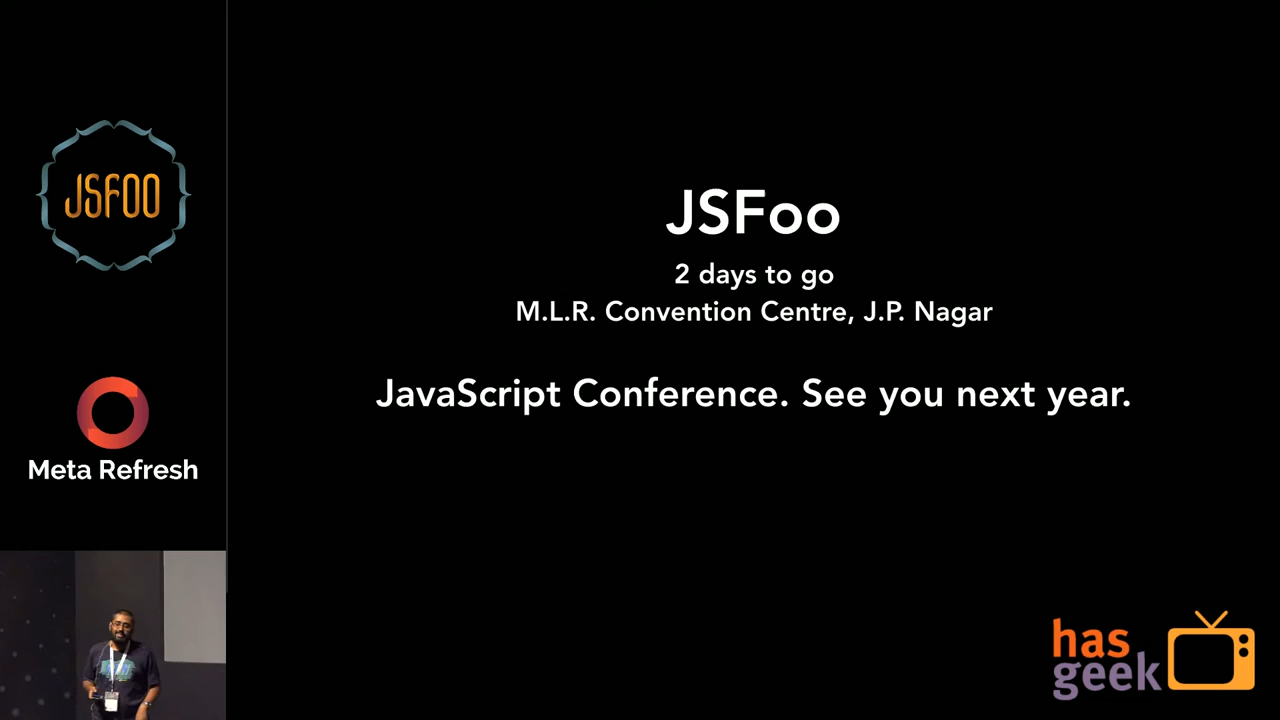 JSFOO
Meta Refresh
JSFoo
2 days to go
M.L.R. Convention Centre, J.P. Nagar
JavaScript Conference. See you next year.
has
geek